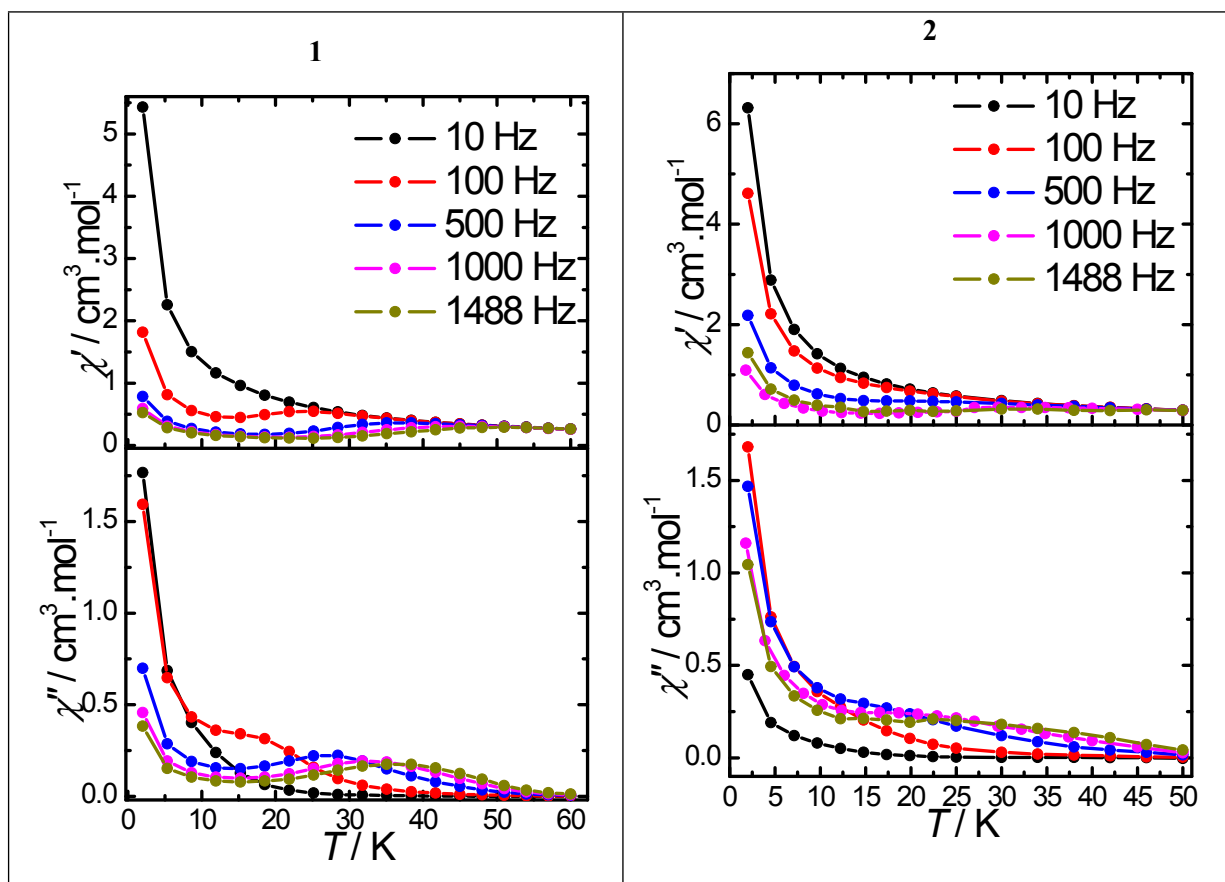 1
χ′ / cm³.mol⁻¹
5
4
3
2
1
0
10 Hz
100 Hz
500 Hz
1000 Hz
1488 Hz
χ″ / cm³.mol⁻¹
1.5
1.0
0.5
0.0
0 10 20 30 40 50 60
T / K
2
χ′ / cm³.mol⁻¹
6
4
2
0
10 Hz
100 Hz
500 Hz
1000 Hz
1488 Hz
χ″ / cm³.mol⁻¹
1.5
1.0
0.5
0.0
0 5 10 15 20 25 30 35 40 45 50
T / K